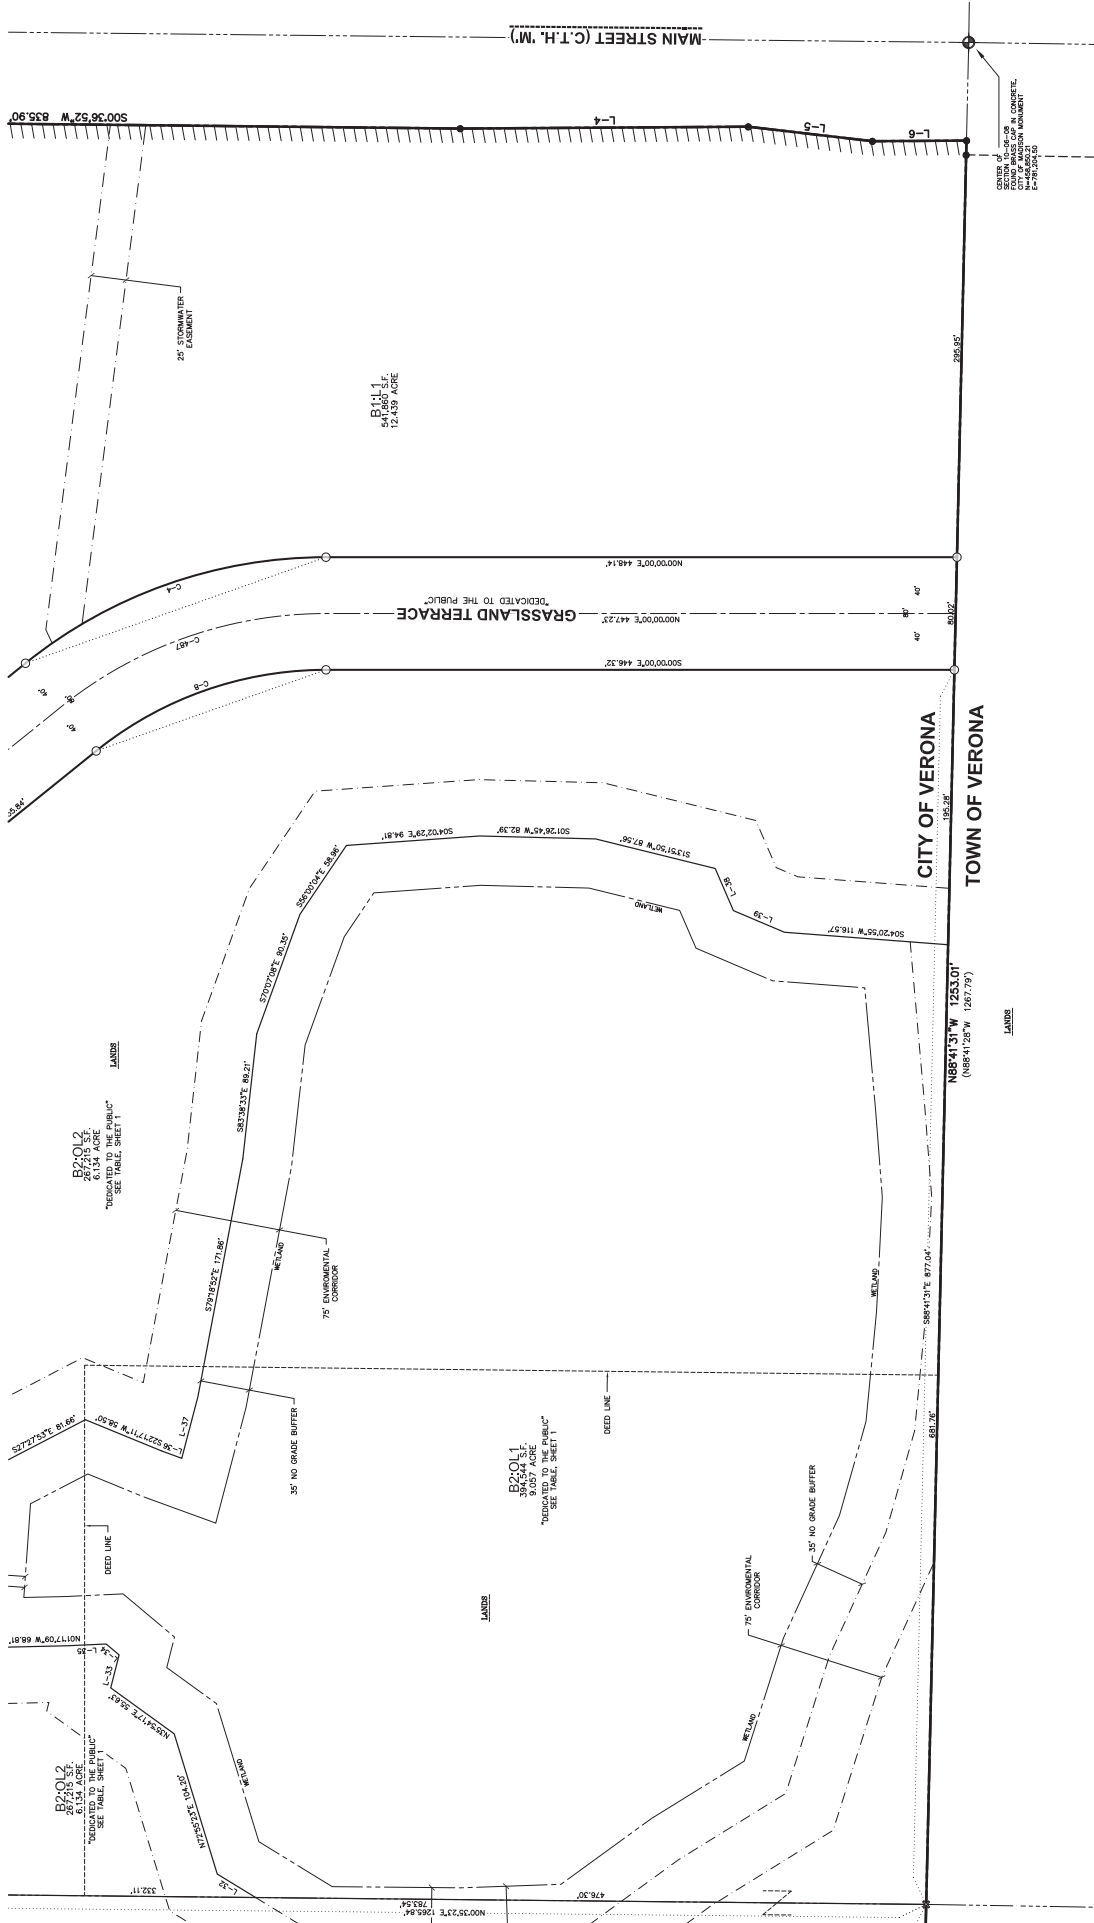 MAIN STREET (C.T.H. 'M')
S00°36'52"W 835.90'
L-4
L-5
L-6
CENTER OF
SECTION 10-06-08
FOUND BRASS CAP IN CONCRETE,
CITY OF MADISON MONUMENT
N=458,850.21
E=781,204.50
25' STORMWATER
EASEMENT
295.95'
B1:L1
541,860 S.F.
12.439 ACRE
N00°00'00"E 448.14'
C-4
"DEDICATED TO THE PUBLIC"
GRASSLAND TERRACE
N00°00'00"E 447.23'
C-487
40'
80'
40'
40'
80'
40'
80.02'
S00°00'00"E 446.32'
C-8
CITY OF VERONA
TOWN OF VERONA
195.28'
S04°02'29"E 94.81'
S01°26'45"W 82.39'
S13°51'50"W 87.56'
L-38
L-39
S56°00'04"E 58.96'
WETLAND
S04°20'55"W 116.57'
S70°07'08"E 90.35'
N88°41'31"W 1253.01'
(N88°41'28"W 1267.79')
LANDS
LANDS
S83°38'33"E 89.21'
B2:OL2
267,215 S.F.
6.134 ACRE
"DEDICATED TO THE PUBLIC"
SEE TABLE, SHEET 1
WETLAND
S79°18'52"E 171.86'
75' ENVIROMENTAL
CORRIDOR
WETLAND
S88°41'31"E 877.04'
DEED LINE
681.76'
S27°27'53"E 81.66'
L-36 S22°17'11"W 58.50'
L-37
35' NO GRADE BUFFER
B2:OL1
394,544 S.F.
9.057 ACRE
"DEDICATED TO THE PUBLIC"
SEE TABLE, SHEET 1
DEED LINE
35' NO GRADE BUFFER
75' ENVIROMENTAL
CORRIDOR
LANDS
N01°17'09"W 68.81'
L-35
L-34
L-33
N35°54'17"E 55.63'
WETLAND
B2:OL2
267,215 S.F.
6.134 ACRE
"DEDICATED TO THE PUBLIC"
SEE TABLE, SHEET 1
WETLAND
N72°55'23"E 104.20'
L-32
332.11'
476.30'
783.54'
N00°35'23"E 1265.84'